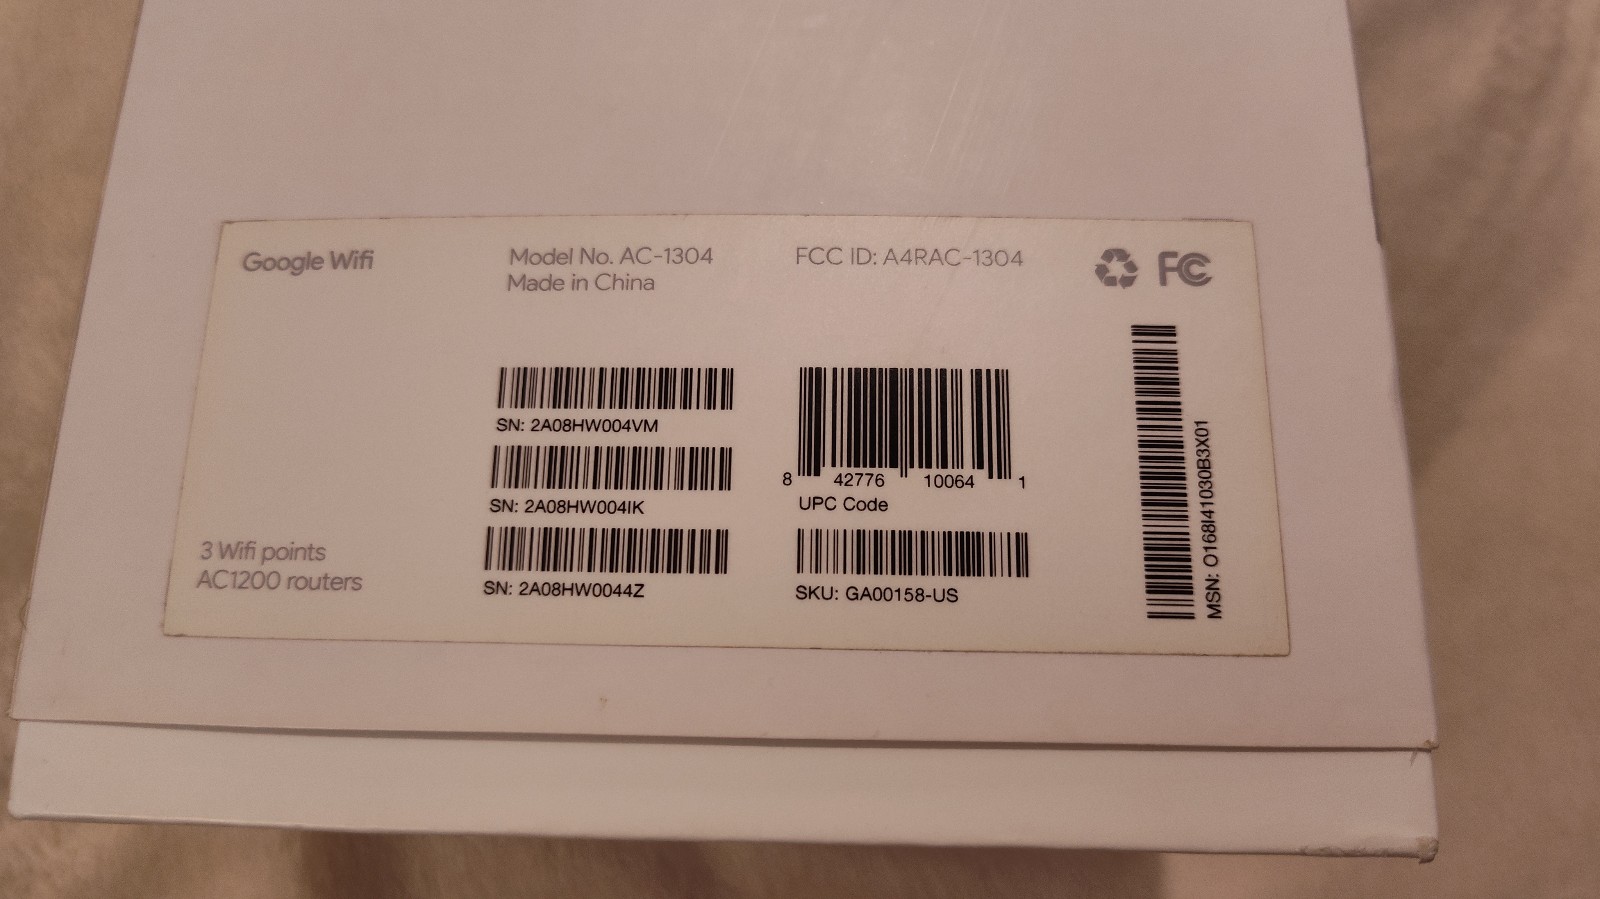 Google Wifi
Model No. AC-1304
Made in China
FCC ID: A4RAC-1304
FC
SN: 2A08HW004VM
SN: 2A08HW004IK
SN: 2A08HW0044Z
8 42776 10064 1
UPC Code
SKU: GA00158-US
MSN: O168I41030B3X01
3 Wifi points
AC1200 routers